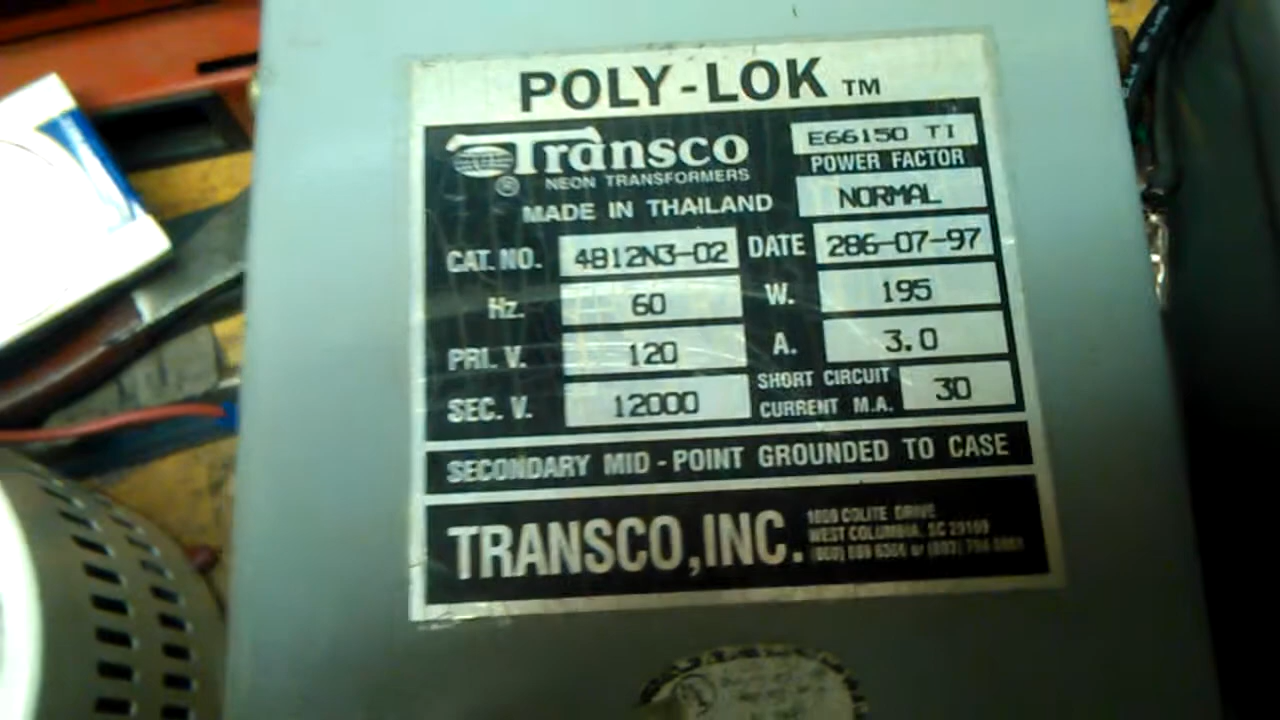 POLY-LOK TM
Transco
® NEON TRANSFORMERS
MADE IN THAILAND
E66150 TI
POWER FACTOR
NORMAL
CAT. NO. 4B12N3-02 DATE 286-07-97
Hz. 60 W. 195
PRI. V. 120 A. 3.0
SEC. V. 12000 SHORT CIRCUIT CURRENT M.A. 30
SECONDARY MID-POINT GROUNDED TO CASE
TRANSCO,INC.
COLITE DRIVE
WEST COLUMBIA, SC